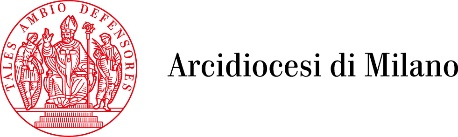 TALES AMBIO DEFENSORES
Arcidiocesi di Milano